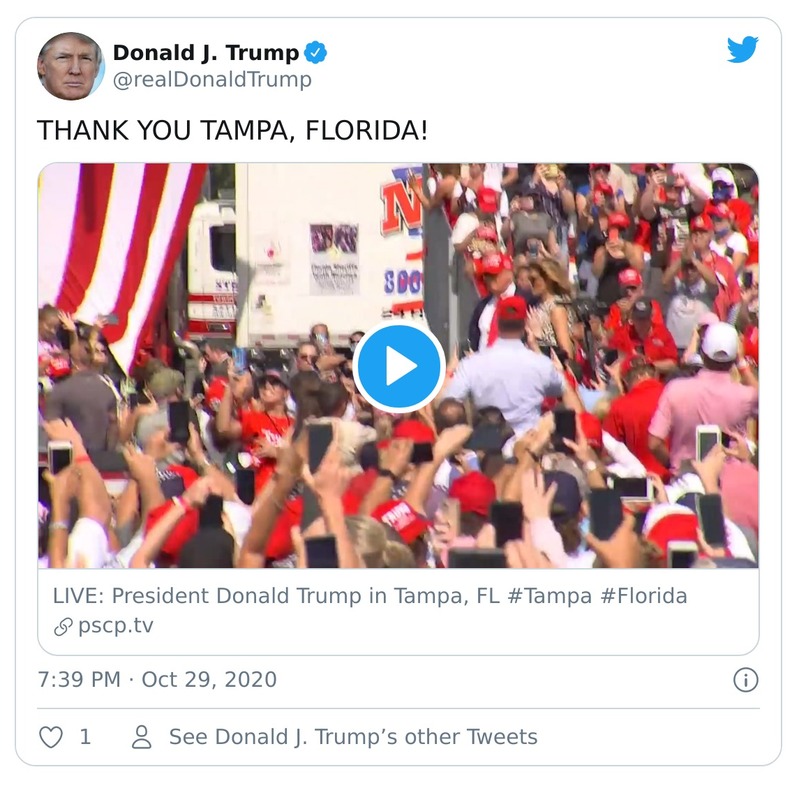 Donald J. Trump
@realDonaldTrump
THANK YOU TAMPA, FLORIDA!
LIVE: President Donald Trump in Tampa, FL #Tampa #Florida
pscp.tv
7:39 PM · Oct 29, 2020
1
See Donald J. Trump’s other Tweets